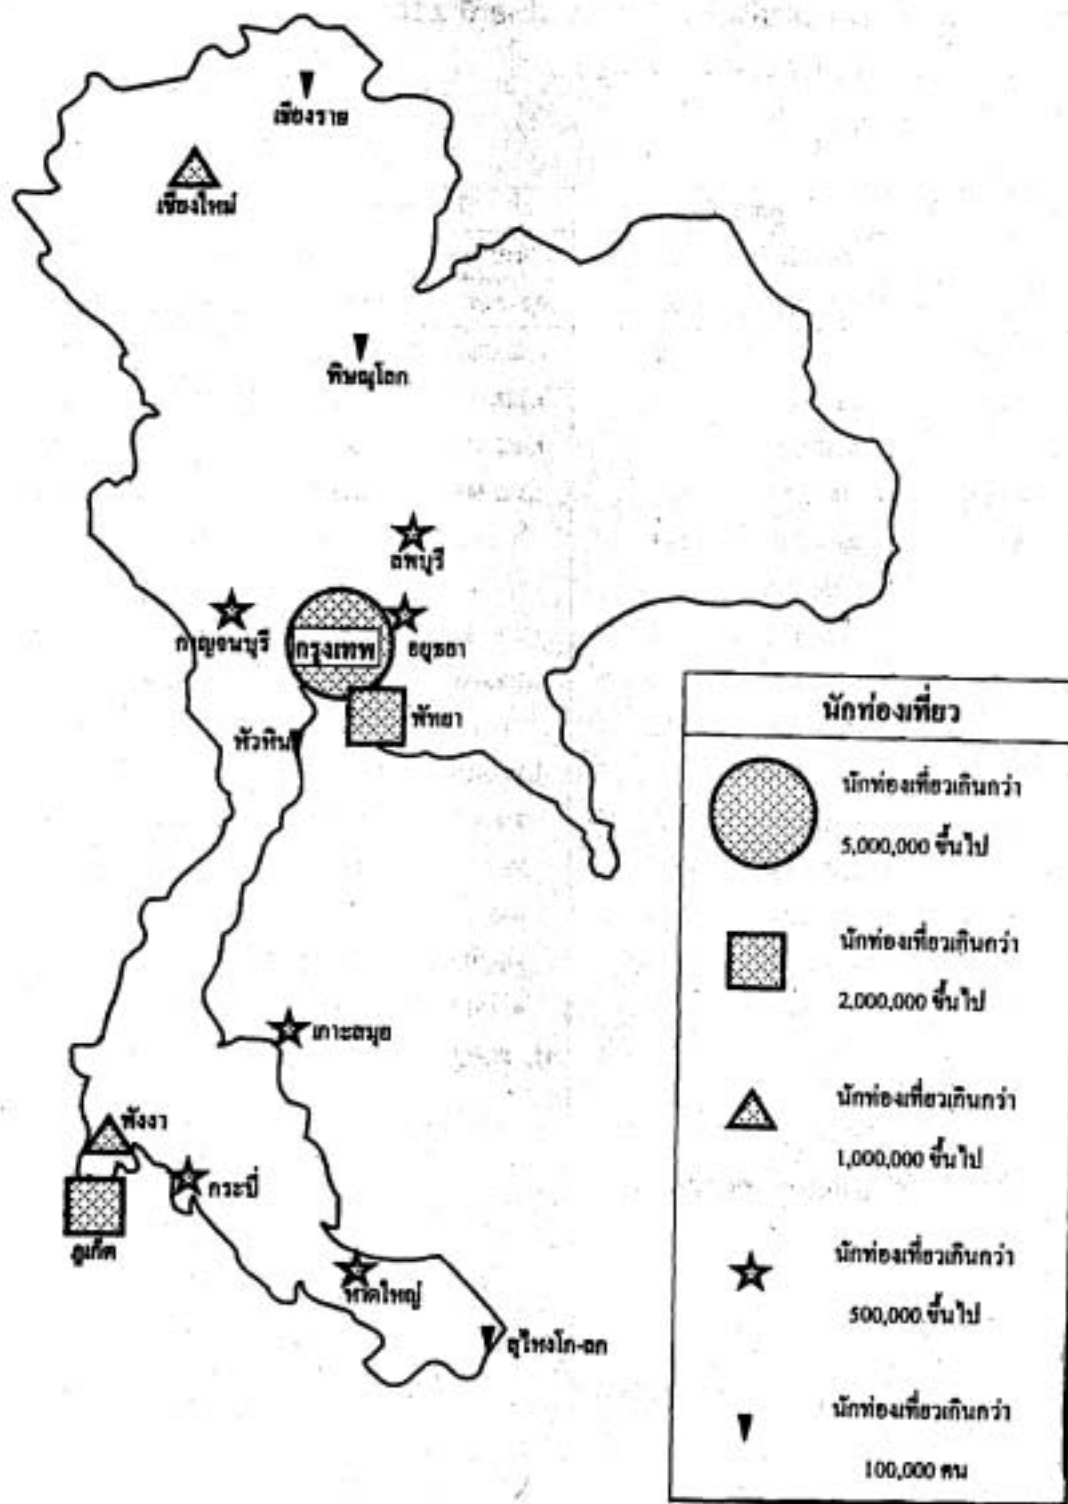 เชียงราย
เชียงใหม่
พิษณุโลก
ลพบุรี
กาญจนบุรี
กรุงเทพ
อยุธยา
พัทยา
หัวหิน
เกาะสมุย
พังงา
กระบี่
ภูเก็ต
หาดใหญ่
สุไหงโก-ลก
นักท่องเที่ยว
นักท่องเที่ยวเกินกว่า
5,000,000 ขึ้นไป
นักท่องเที่ยวเกินกว่า
2,000,000 ขึ้นไป
นักท่องเที่ยวเกินกว่า
1,000,000 ขึ้นไป
นักท่องเที่ยวเกินกว่า
500,000 ขึ้นไป
นักท่องเที่ยวเกินกว่า
100,000 คน